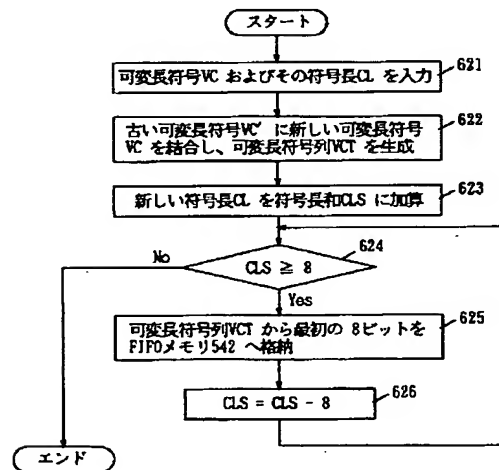 スタート
可変長符号VC およびその符号長CL を入力
621
古い可変長符号VC' に新しい可変長符号
VC を結合し、可変長符号列VCT を生成
622
新しい符号長CL を符号長和CLS に加算
623
624
No
CLS ≧ 8
Yes
可変長符号列VCT から最初の 8ビットを
FIFOメモリ542 へ格納
625
CLS = CLS - 8
626
エンド